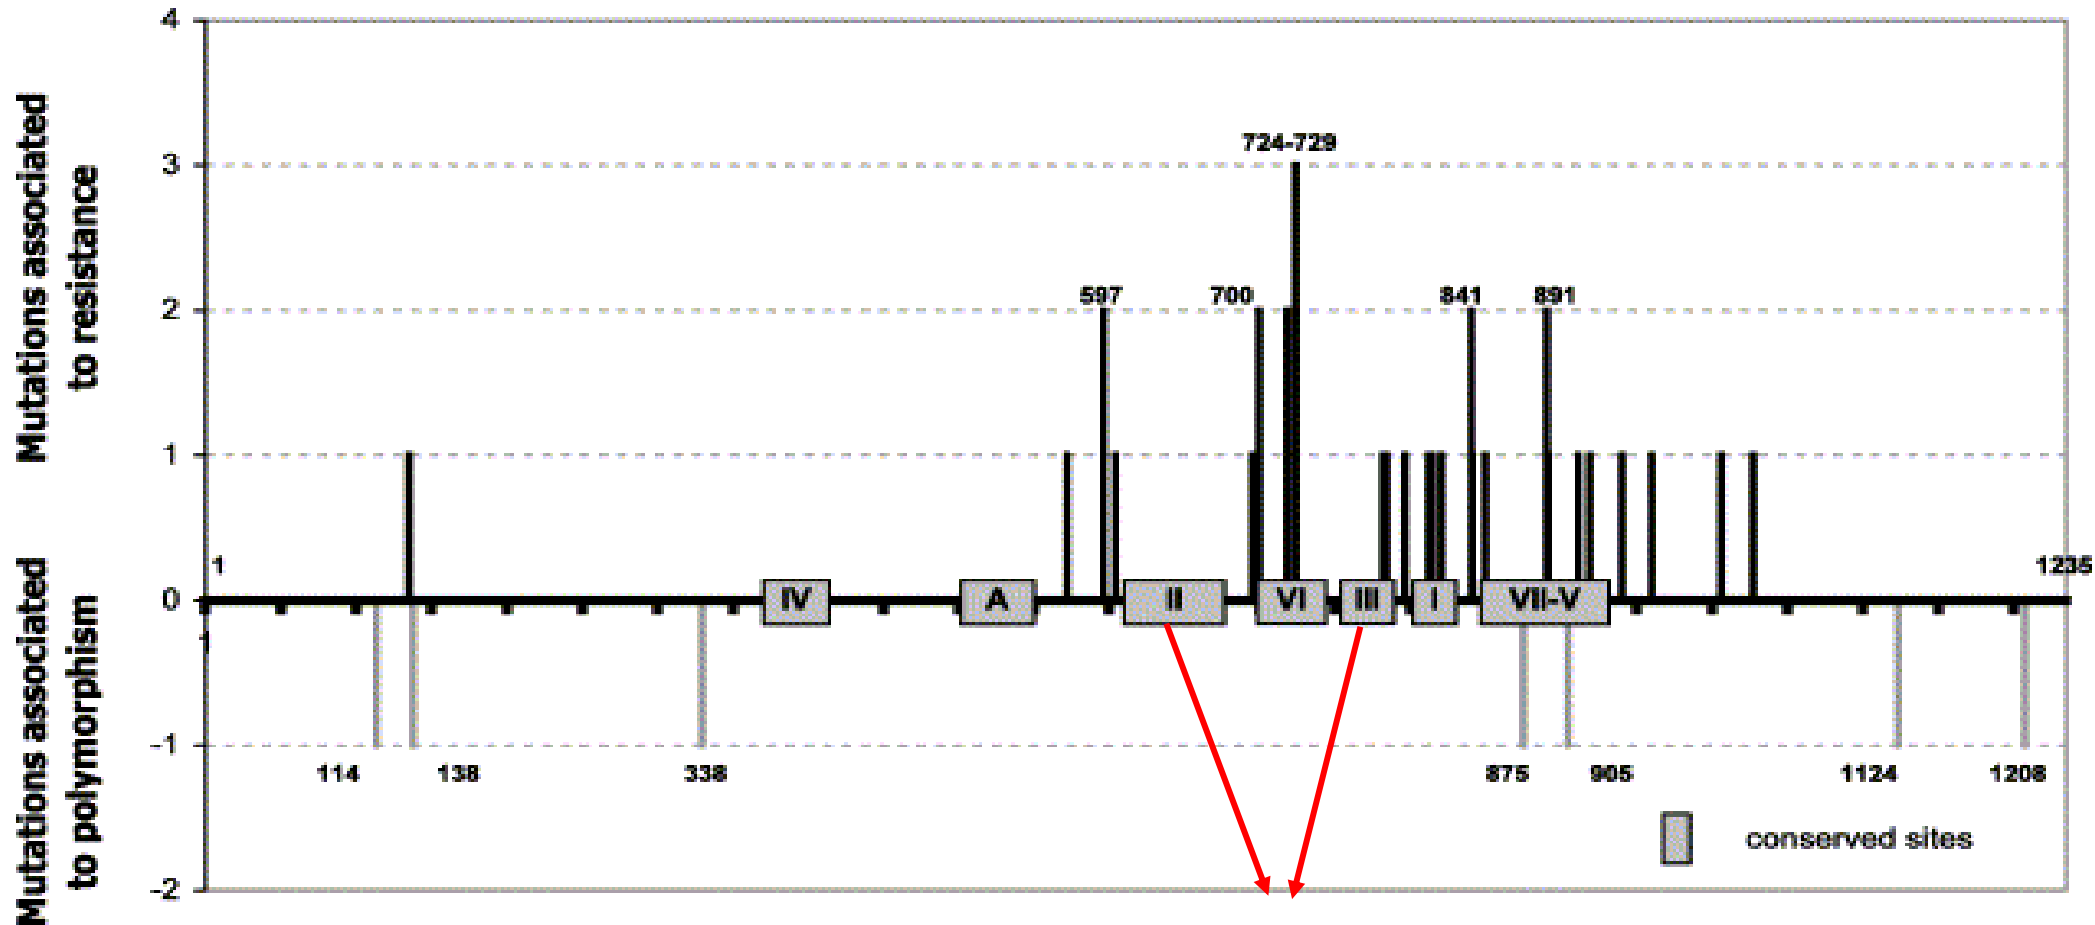 Mutations associated
to resistance
Mutations associated
to polymorphism
4
3
2
1
0
-1
-2
724-729
597
700
841
891
1
1235
IV
A
II
VI
III
I
VII-V
1
114
138
338
875
905
1124
1208
conserved sites